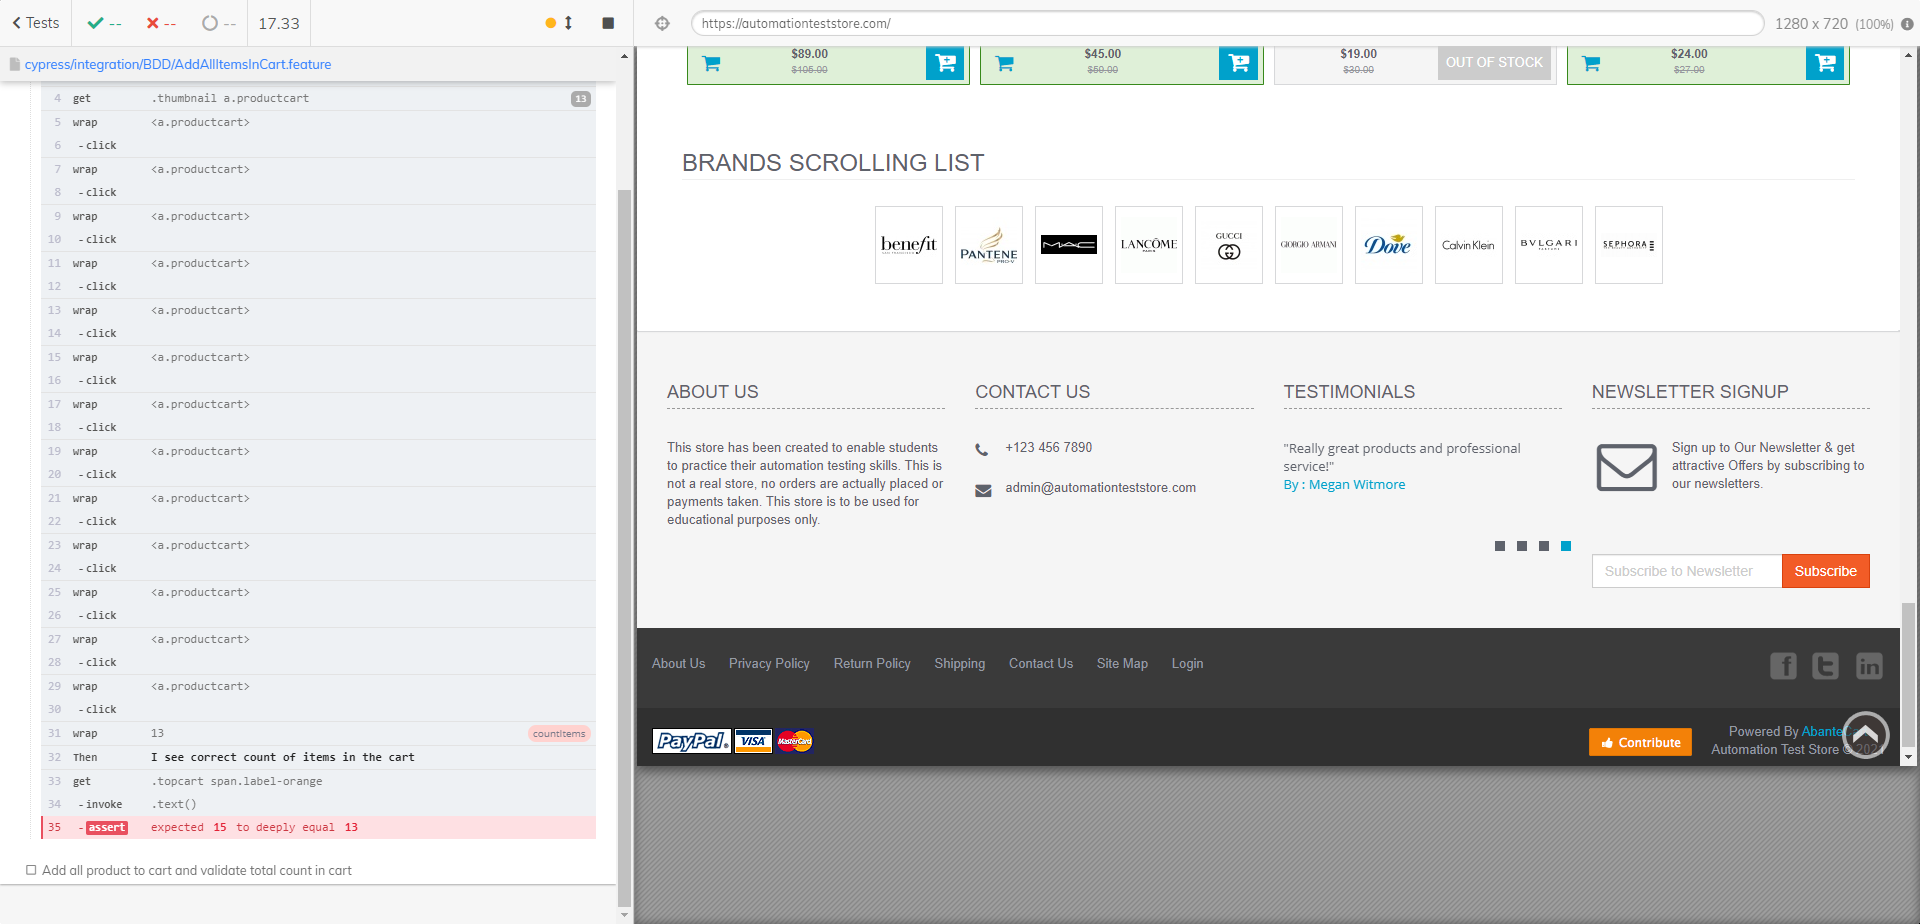 Tests
--
--
--
17.33
https://automationteststore.com/
1280 x 720 (100%)
cypress/integration/BDD/AddAllItemsInCart.feature
4 get .thumbnail a.productcart 13
5 wrap <a.productcart>
6 -click
7 wrap <a.productcart>
8 -click
9 wrap <a.productcart>
10 -click
11 wrap <a.productcart>
12 -click
13 wrap <a.productcart>
14 -click
15 wrap <a.productcart>
16 -click
17 wrap <a.productcart>
18 -click
19 wrap <a.productcart>
20 -click
21 wrap <a.productcart>
22 -click
23 wrap <a.productcart>
24 -click
25 wrap <a.productcart>
26 -click
27 wrap <a.productcart>
28 -click
29 wrap <a.productcart>
30 -click
31 wrap 13 countItems
32 Then I see correct count of items in the cart
33 get .topcart span.label-orange
34 -invoke .text()
35 -assert expected 15 to deeply equal 13
Add all product to cart and validate total count in cart
$89.00
$45.00
$50.00
$19.00
$30.00
OUT OF STOCK
$24.00
$27.00
BRANDS SCROLLING LIST
benefit
SAN FRANCISCO
PANTENE
PRO-V
MAC
LANCÔME
PARIS
GUCCI
GIORGIO ARMANI
Dove
Calvin Klein
BVLGARI
SEPHORA
ABOUT US
This store has been created to enable students
to practice their automation testing skills. This is
not a real store, no orders are actually placed or
payments taken. This store is to be used for
educational purposes only.
CONTACT US
+123 456 7890
admin@automationteststore.com
TESTIMONIALS
"Really great products and professional
service!"
By : Megan Witmore
NEWSLETTER SIGNUP
Sign up to Our Newsletter & get
attractive Offers by subscribing to
our newsletters.
Subscribe to Newsletter
Subscribe
About Us Privacy Policy Return Policy Shipping Contact Us Site Map Login
f t in
PayPal VISA MasterCard
Contribute
Powered By
Automation Test Store ©